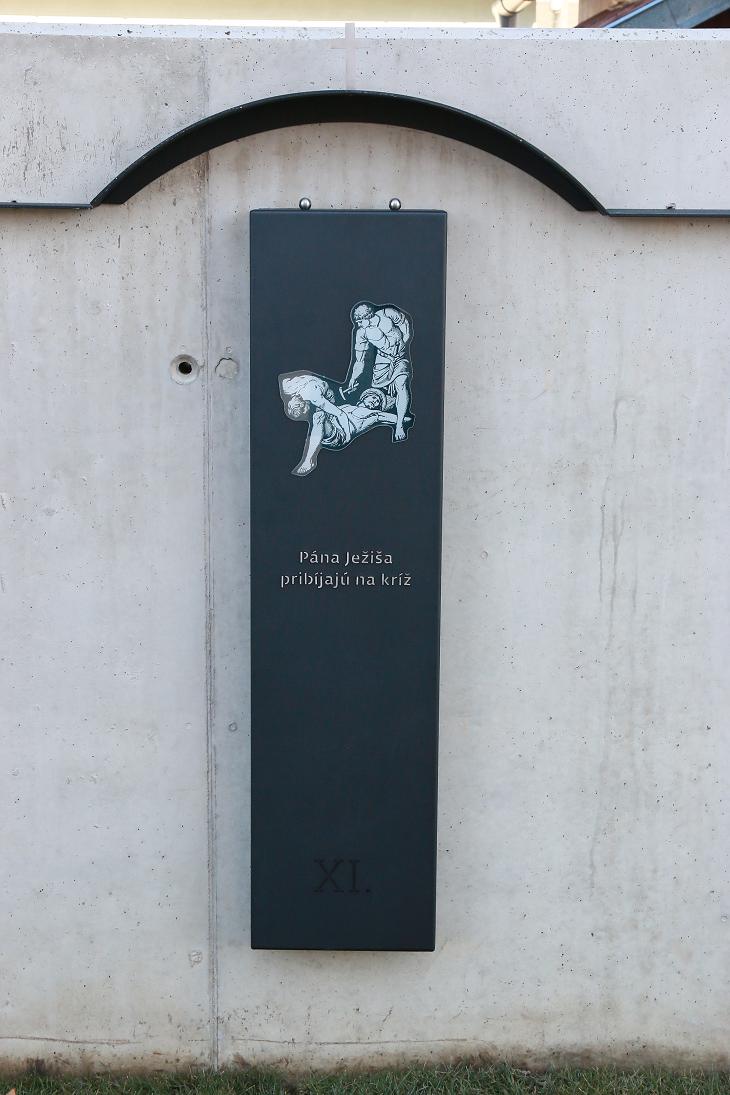 Pána Ježiša
pribíjajú na kríž
XI.